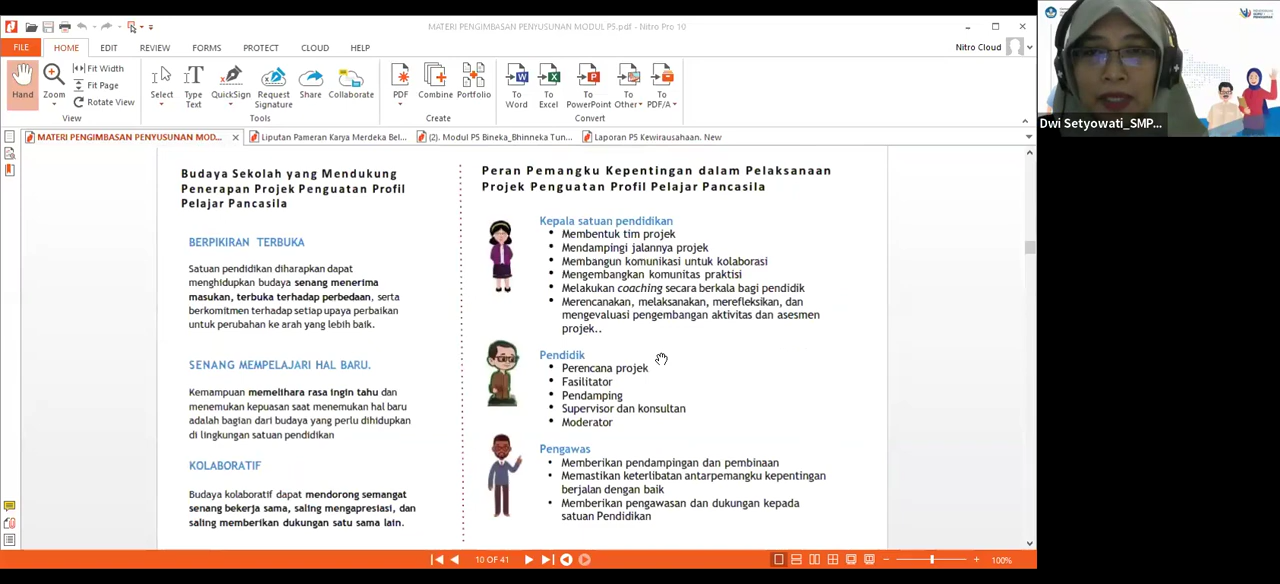 MATERI PENGIMBASAN PENYUSUNAN MODUL P5.pdf - Nitro Pro 10
FILE HOME EDIT REVIEW FORMS PROTECT CLOUD HELP
Nitro Cloud
Hand
Zoom
Fit Width
Fit Page
Rotate View
View
Select
Type Text
QuickSign
Request Signature
Share
Collaborate
Tools
PDF
Combine
Portfolio
Create
To Word
To Excel
To PowerPoint
To Other
To PDF/A
Convert
MATERI PENGIMBASAN PENYUSUNAN MOD...
Liputan Pameran Karya Merdeka Bel...
(2). Modul P5 Bineka_Bhinneka Tun...
Laporan P5 Kewirausahaan. New
Budaya Sekolah yang Mendukung
Penerapan Projek Penguatan Profil
Pelajar Pancasila
BERPIKIRAN TERBUKA
Satuan pendidikan diharapkan dapat
menghidupkan budaya senang menerima
masukan, terbuka terhadap perbedaan, serta
berkomitmen terhadap setiap upaya perbaikan
untuk perubahan ke arah yang lebih baik.
SENANG MEMPELAJARI HAL BARU.
Kemampuan memelihara rasa ingin tahu dan
menemukan kepuasan saat menemukan hal baru
adalah bagian dari budaya yang perlu dihidupkan
di lingkungan satuan pendidikan
KOLABORATIF
Budaya kolaboratif dapat mendorong semangat
senang bekerja sama, saling mengapresiasi, dan
saling memberikan dukungan satu sama lain.
Peran Pemangku Kepentingan dalam Pelaksanaan
Projek Penguatan Profil Pelajar Pancasila
Kepala satuan pendidikan
• Membentuk tim projek
• Mendampingi jalannya projek
• Membangun komunikasi untuk kolaborasi
• Mengembangkan komunitas praktisi
• Melakukan coaching secara berkala bagi pendidik
• Merencanakan, melaksanakan, merefleksikan, dan
mengevaluasi pengembangan aktivitas dan asesmen
projek..
Pendidik
• Perencana projek
• Fasilitator
• Pendamping
• Supervisor dan konsultan
• Moderator
Pengawas
• Memberikan pendampingan dan pembinaan
• Memastikan keterlibatan antarpemangku kepentingan
berjalan dengan baik
• Memberikan pengawasan dan dukungan kepada
satuan Pendidikan
10 OF 41
100%
Dwi Setyowati_SMP...